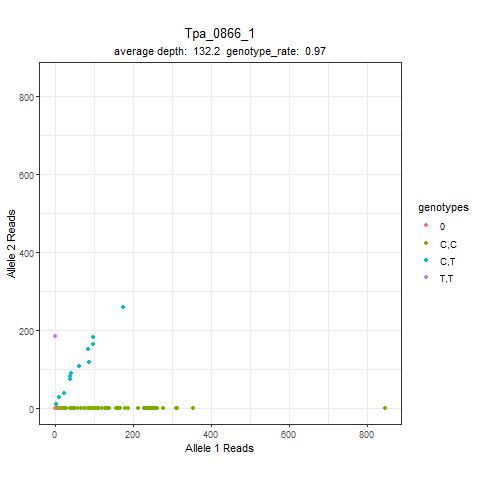 Tpa_0866_1
average depth:  132.2  genotype_rate:  0.97
Allele 2 Reads
800
600
400
200
0
0 200 400 600 800
Allele 1 Reads
genotypes
0
C,C
C,T
T,T